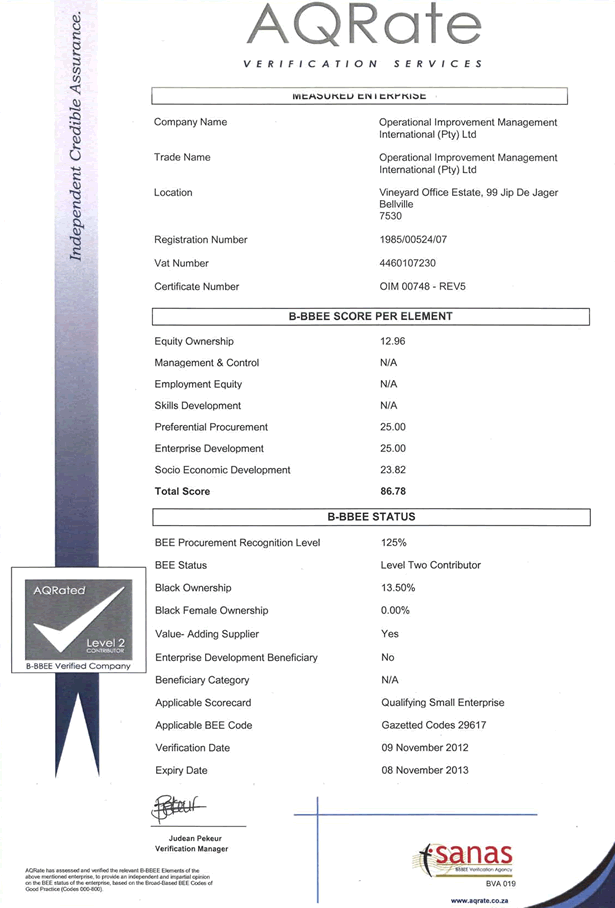 AQRate
VERIFICATION SERVICES
Independent Credible Assurance.
MEASURED ENTERPRISE
Company Name Operational Improvement Management
International (Pty) Ltd
Trade Name Operational Improvement Management
International (Pty) Ltd
Location Vineyard Office Estate, 99 Jip De Jager
Bellville
7530
Registration Number 1985/00524/07
Vat Number 4460107230
Certificate Number OIM 00748 - REV5
B-BBEE SCORE PER ELEMENT
Equity Ownership 12.96
Management & Control N/A
Employment Equity N/A
Skills Development N/A
Preferential Procurement 25.00
Enterprise Development 25.00
Socio Economic Development 23.82
Total Score 86.78
B-BBEE STATUS
BEE Procurement Recognition Level 125%
BEE Status Level Two Contributor
Black Ownership 13.50%
Black Female Ownership 0.00%
Value- Adding Supplier Yes
Enterprise Development Beneficiary No
Beneficiary Category N/A
Applicable Scorecard Qualifying Small Enterprise
Applicable BEE Code Gazetted Codes 29617
Verification Date 09 November 2012
Expiry Date 08 November 2013
AQRated
Level 2
CONTRIBUTOR
B-BBEE Verified Company
Judean Pekeur
Verification Manager
AQRate has assessed and verified the relevant B-BBEE Elements of the
above mentioned enterprise, to provide an independent and impartial opinion
on the BEE status of the enterprise, based on the Broad-Based BEE Codes of
Good Practice (Codes 000-800).
sanas
BBBEE Verification Agency
BVA 019
www.aqrate.co.za